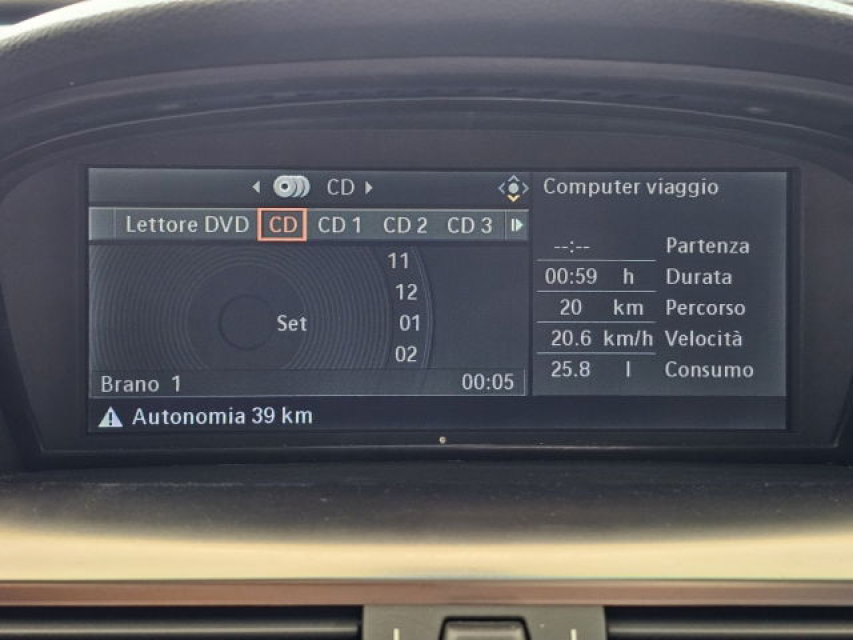 CD
Computer viaggio
Lettore DVD CD CD 1 CD 2 CD 3
11
12
Set 01
02
Brano 1 00:05
--:-- Partenza
00:59 h Durata
20 km Percorso
20.6 km/h Velocità
25.8 l Consumo
Autonomia 39 km